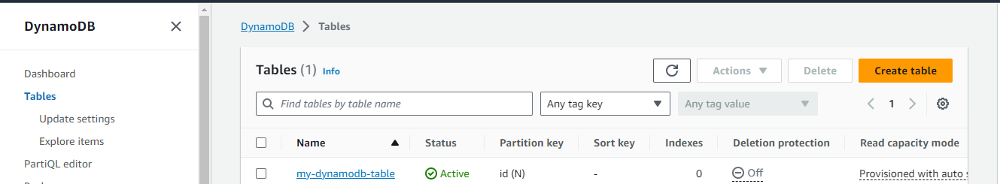 DynamoDB
Dashboard
Tables
Update settings
Explore items
PartiQL editor
DynamoDB > Tables
Tables (1) Info
Actions Delete Create table
Find tables by table name Any tag key Any tag value 1
Name Status Partition key Sort key Indexes Deletion protection Read capacity mode
my-dynamodb-table Active id (N) - 0 Off Provisioned with auto